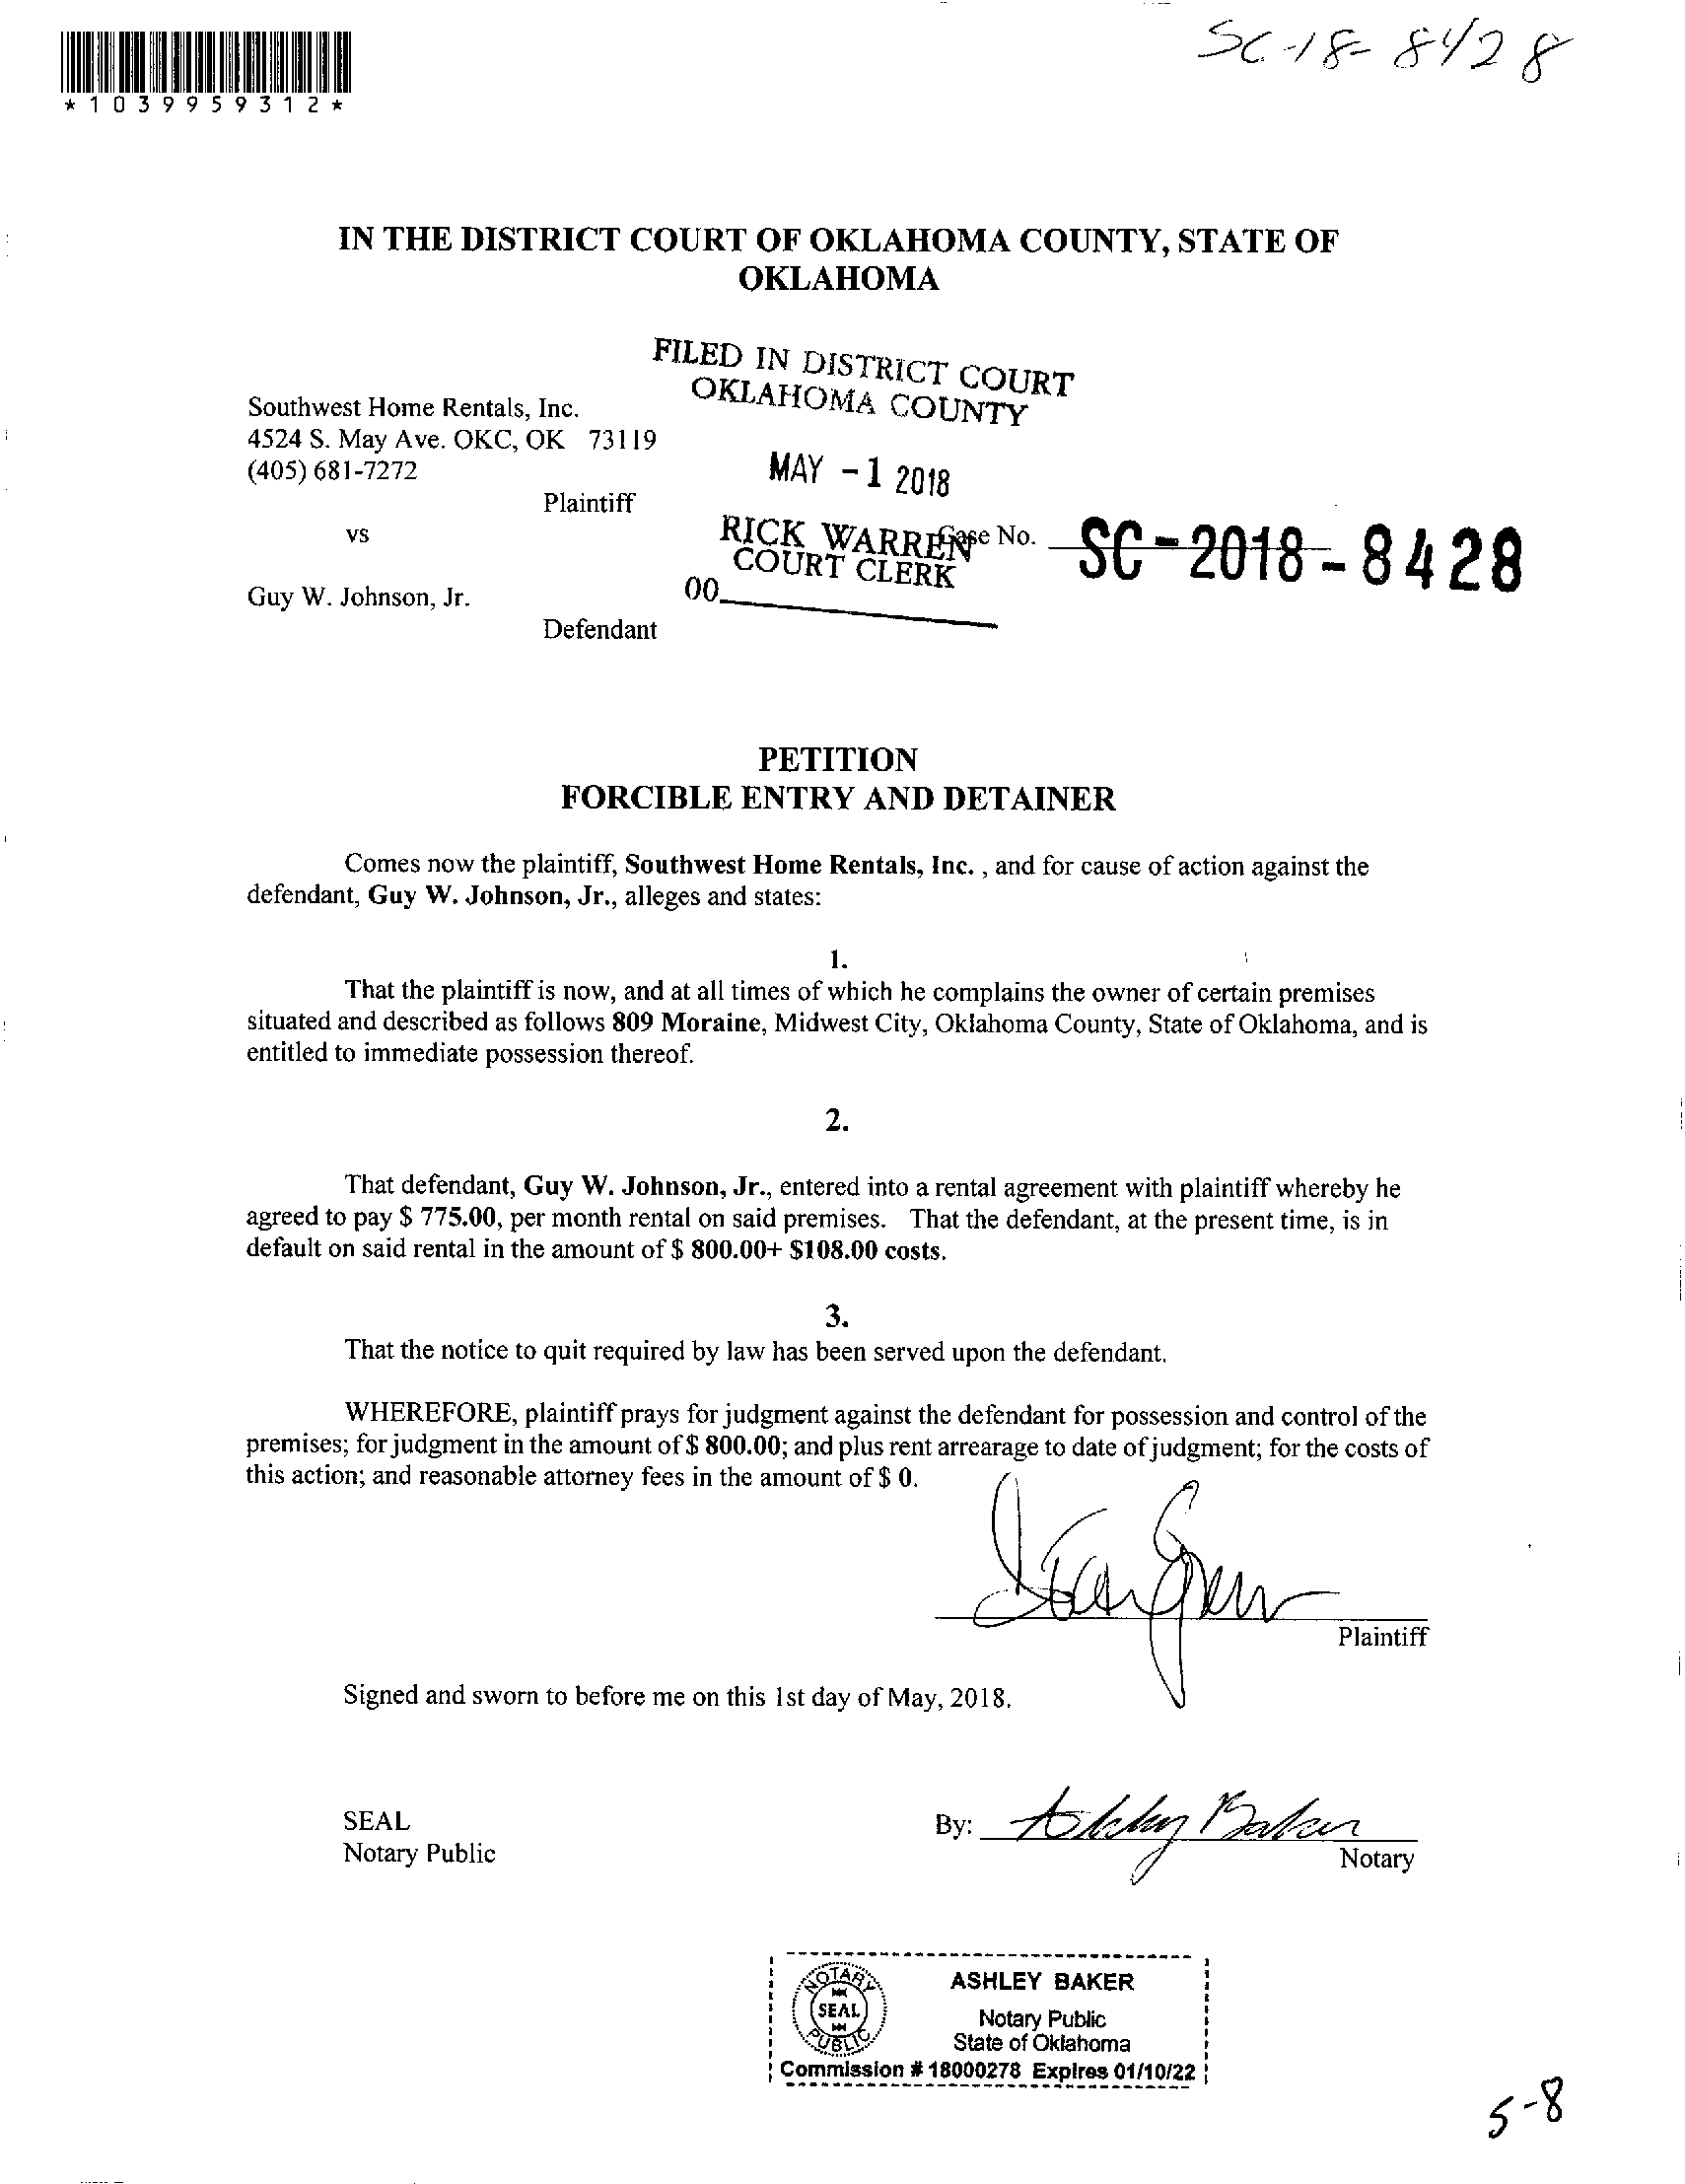 SC-18-8428
*1039959312*
IN THE DISTRICT COURT OF OKLAHOMA COUNTY, STATE OF
OKLAHOMA
FILED IN DISTRICT COURT
OKLAHOMA COUNTY
Southwest Home Rentals, Inc.
4524 S. May Ave. OKC, OK 73119
(405) 681-7272
MAY -1 2018
Plaintiff
vs
RICK WARREN
COURT CLERK
Case No. SC-2018-8428
00
Guy W. Johnson, Jr.
Defendant
PETITION
FORCIBLE ENTRY AND DETAINER
Comes now the plaintiff, Southwest Home Rentals, Inc. , and for cause of action against the
defendant, Guy W. Johnson, Jr., alleges and states:
1.
That the plaintiff is now, and at all times of which he complains the owner of certain premises
situated and described as follows 809 Moraine, Midwest City, Oklahoma County, State of Oklahoma, and is
entitled to immediate possession thereof.
2.
That defendant, Guy W. Johnson, Jr., entered into a rental agreement with plaintiff whereby he
agreed to pay $ 775.00, per month rental on said premises. That the defendant, at the present time, is in
default on said rental in the amount of $ 800.00+ $108.00 costs.
3.
That the notice to quit required by law has been served upon the defendant.
WHEREFORE, plaintiff prays for judgment against the defendant for possession and control of the
premises; for judgment in the amount of $ 800.00; and plus rent arrearage to date of judgment; for the costs of
this action; and reasonable attorney fees in the amount of $ 0.
Plaintiff
Signed and sworn to before me on this 1st day of May, 2018.
SEAL
Notary Public
By: Ashley Baker
Notary
NOTARY
SEAL
PUBLIC
ASHLEY BAKER
Notary Public
State of Oklahoma
Commission # 18000278 Expires 01/10/22
5-8